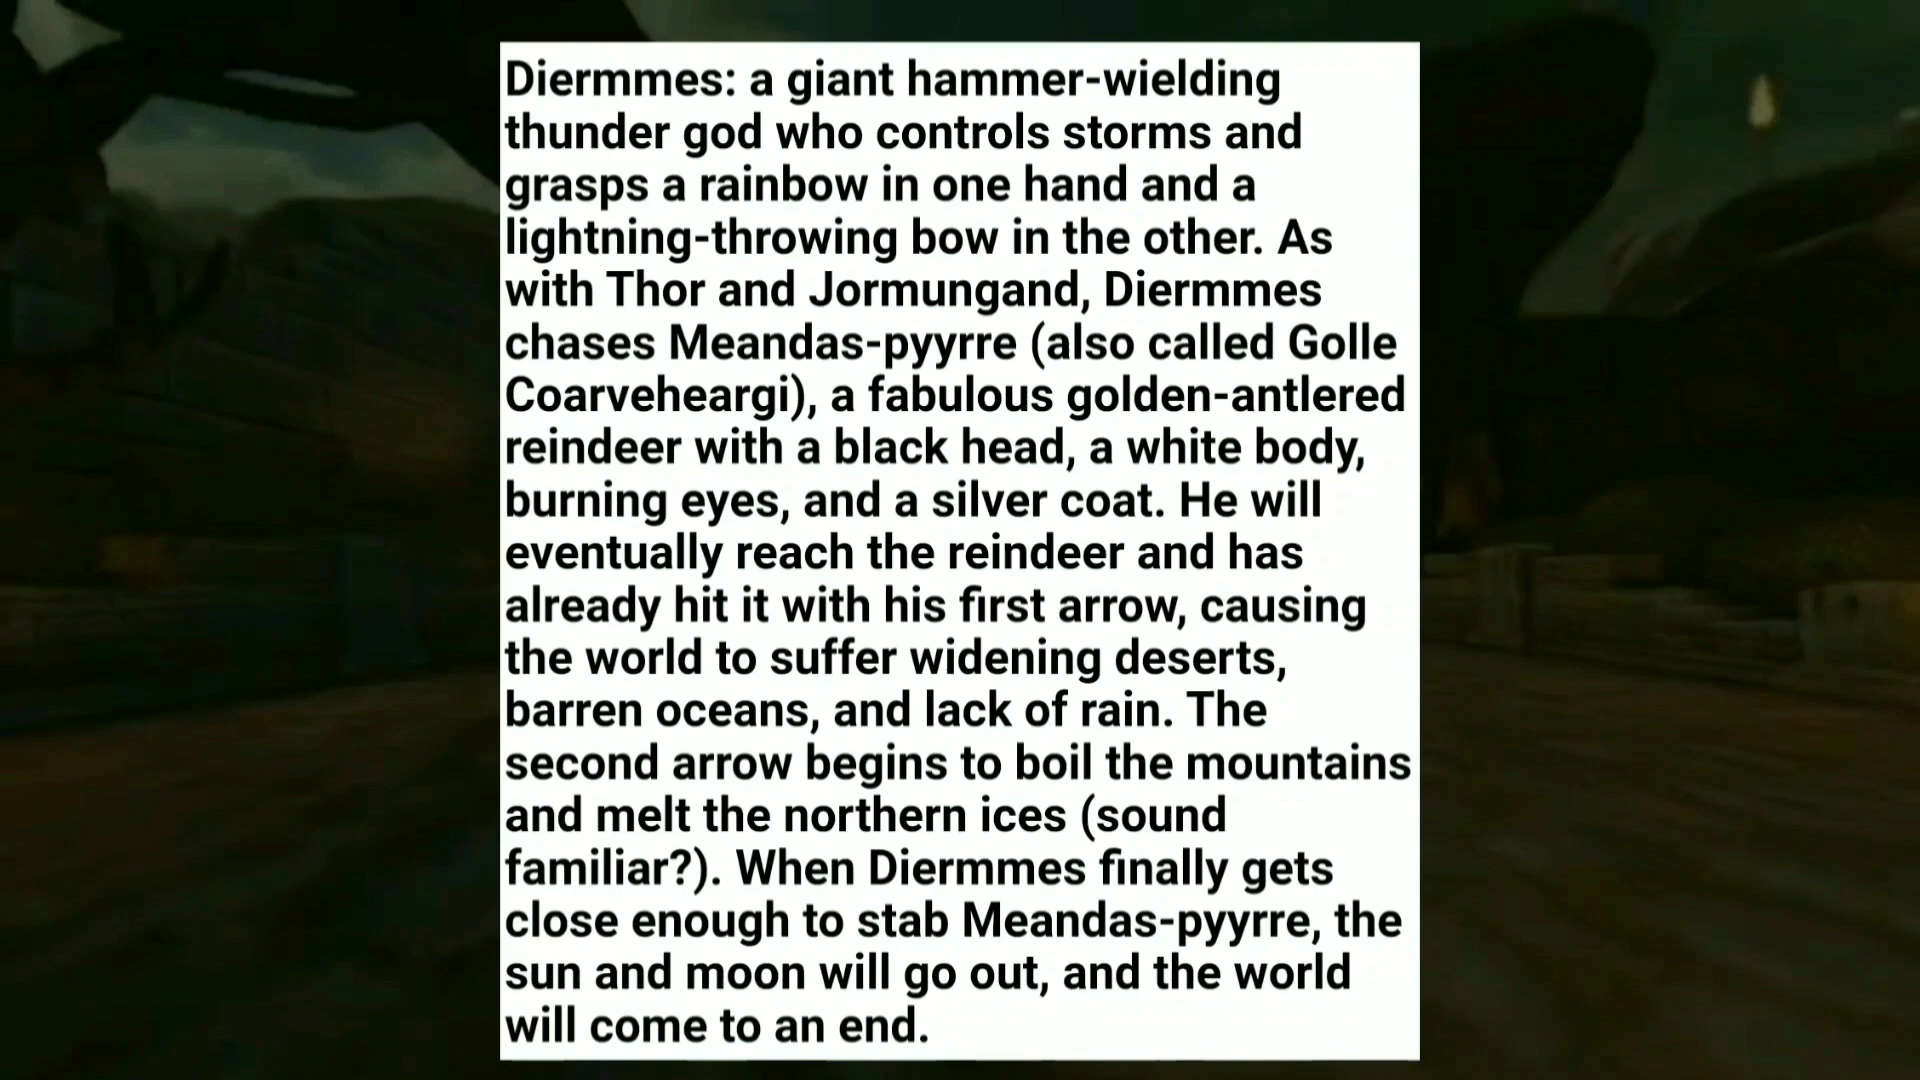 Diermmes: a giant hammer-wielding
thunder god who controls storms and
grasps a rainbow in one hand and a
lightning-throwing bow in the other. As
with Thor and Jormungand, Diermmes
chases Meandas-pyyrre (also called Golle
Coarveheargi), a fabulous golden-antlered
reindeer with a black head, a white body,
burning eyes, and a silver coat. He will
eventually reach the reindeer and has
already hit it with his first arrow, causing
the world to suffer widening deserts,
barren oceans, and lack of rain. The
second arrow begins to boil the mountains
and melt the northern ices (sound
familiar?). When Diermmes finally gets
close enough to stab Meandas-pyyrre, the
sun and moon will go out, and the world
will come to an end.